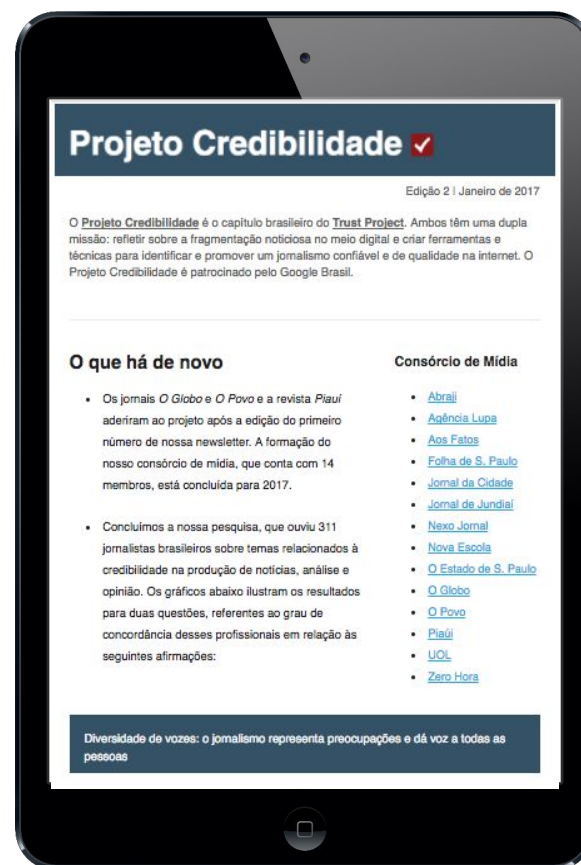 Projeto Credibilidade
Edição 2 | Janeiro de 2017
O Projeto Credibilidade é o capítulo brasileiro do Trust Project. Ambos têm uma dupla
missão: refletir sobre a fragmentação noticiosa no meio digital e criar ferramentas e
técnicas para identificar e promover um jornalismo confiável e de qualidade na internet. O
Projeto Credibilidade é patrocinado pelo Google Brasil.
O que há de novo
• Os jornais O Globo e O Povo e a revista Piauí
aderiram ao projeto após a edição do primeiro
número de nossa newsletter. A formação do
nosso consórcio de mídia, que conta com 14
membros, está concluída para 2017.
• Concluímos a nossa pesquisa, que ouviu 311
jornalistas brasileiros sobre temas relacionados à
credibilidade na produção de notícias, análise e
opinião. Os gráficos abaixo ilustram os resultados
para duas questões, referentes ao grau de
concordância desses profissionais em relação às
seguintes afirmações:
Consórcio de Mídia
• Abraji
• Agência Lupa
• Aos Fatos
• Folha de S. Paulo
• Jornal da Cidade
• Jornal de Jundiaí
• Nexo Jornal
• Nova Escola
• O Estado de S. Paulo
• O Globo
• O Povo
• Piaúi
• UOL
• Zero Hora
Diversidade de vozes: o jornalismo representa preocupações e dá voz a todas as
pessoas